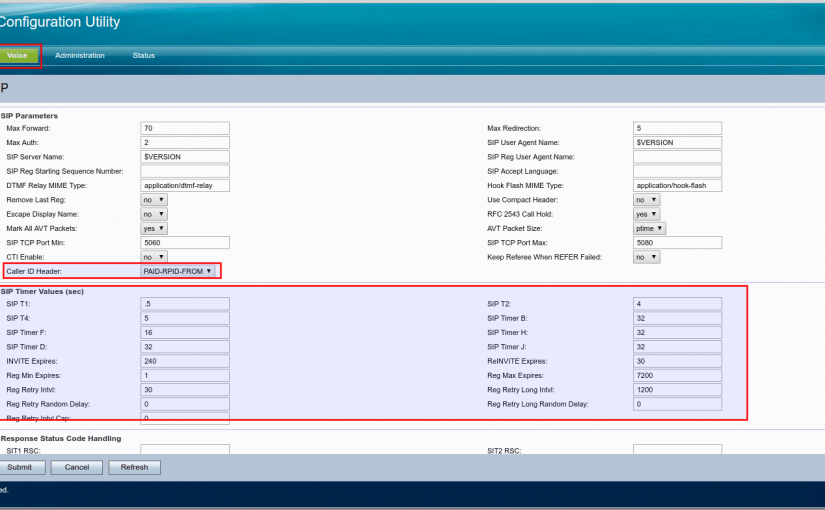 Configuration Utility
Voice Administration Status
P
SIP Parameters
Max Forward: 70 Max Redirection: 5
Max Auth: 2 SIP User Agent Name: $VERSION
SIP Server Name: $VERSION SIP Reg User Agent Name:
SIP Reg Starting Sequence Number: SIP Accept Language:
DTMF Relay MIME Type: application/dtmf-relay Hook Flash MIME Type: application/hook-flash
Remove Last Reg: no Use Compact Header: no
Escape Display Name: no RFC 2543 Call Hold: yes
Mark All AVT Packets: yes AVT Packet Size: ptime
SIP TCP Port Min: 5060 SIP TCP Port Max: 5080
CTI Enable: no Keep Referee When REFER Failed: no
Caller ID Header: PAID-RPID-FROM
SIP Timer Values (sec)
SIP T1: .5 SIP T2: 4
SIP T4: 5 SIP Timer B: 32
SIP Timer F: 16 SIP Timer H: 32
SIP Timer D: 32 SIP Timer J: 32
INVITE Expires: 240 ReINVITE Expires: 30
Reg Min Expires: 1 Reg Max Expires: 7200
Reg Retry Intvl: 30 Reg Retry Long Intvl: 1200
Reg Retry Random Delay: 0 Reg Retry Long Random Delay: 0
Reg Retry Intvl Cap: 0
Response Status Code Handling
SIT1 RSC: SIT2 RSC:
Submit Cancel Refresh
ed.